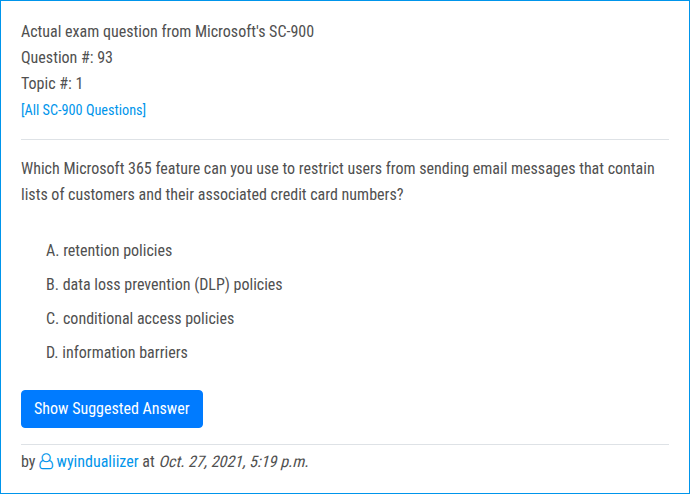 Actual exam question from Microsoft's SC-900
Question #: 93
Topic #: 1
[All SC-900 Questions]
Which Microsoft 365 feature can you use to restrict users from sending email messages that contain
lists of customers and their associated credit card numbers?
A. retention policies
B. data loss prevention (DLP) policies
C. conditional access policies
D. information barriers
Show Suggested Answer
by wyindualiizer at Oct. 27, 2021, 5:19 p.m.